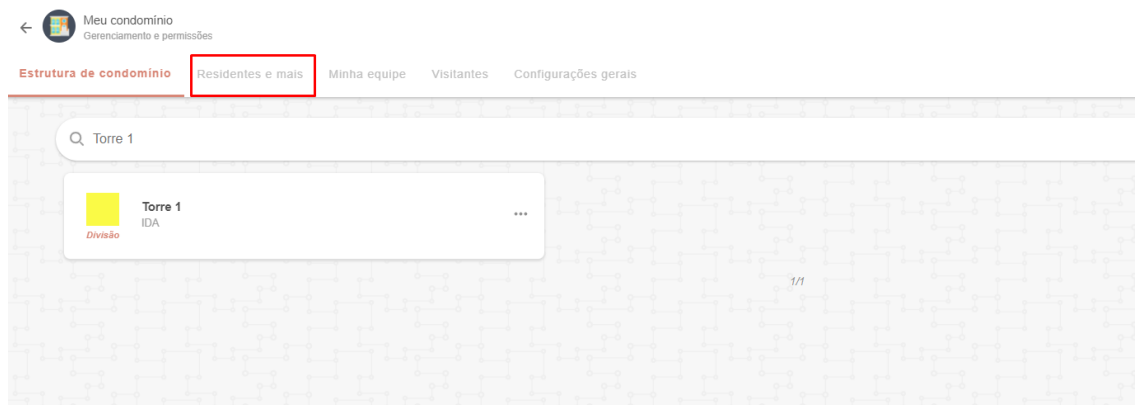 Meu condomínio
Gerenciamento e permissões
Estrutura de condomínio Residentes e mais Minha equipe Visitantes Configurações gerais
Torre 1
Torre 1
IDA
Divisão
1/1